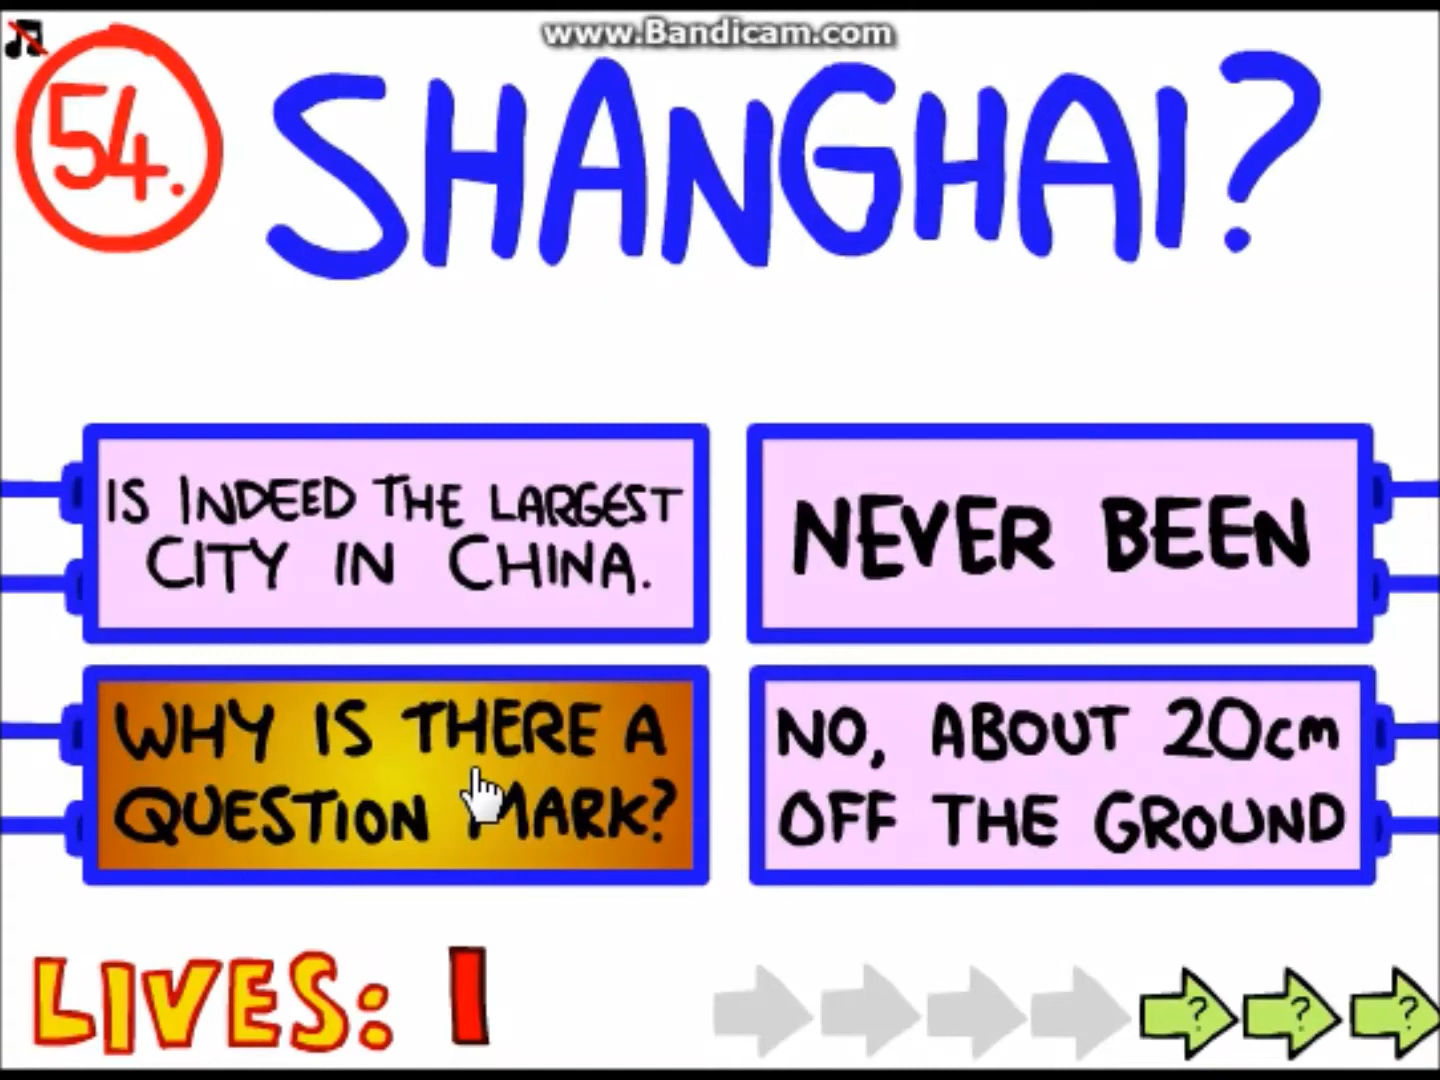 www.Bandicam.com
54.
SHANGHAI?
IS INDEED THE LARGEST
CITY IN CHINA.
NEVER BEEN
WHY IS THERE A
QUESTION MARK?
NO, ABOUT 20cm
OFF THE GROUND
LIVES: 1
? ? ?